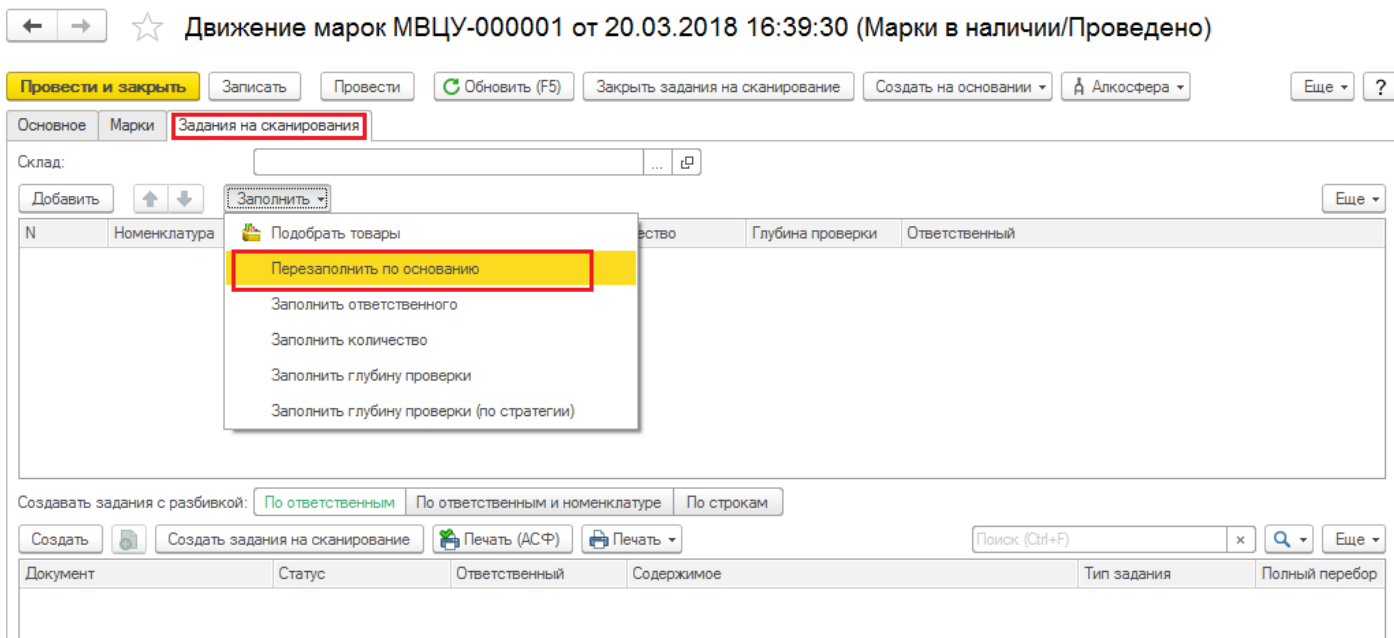 Движение марок МВЦУ-000001 от 20.03.2018 16:39:30 (Марки в наличии/Проведено)
Провести и закрыть Записать Провести Обновить (F5) Закрыть задания на сканирование Создать на основании Алкосфера Еще ?
Основное Марки Задания на сканирования
Склад: ...
Добавить Заполнить Еще
N Номенклатура ество Глубина проверки Ответственный
Подобрать товары
Перезаполнить по основанию
Заполнить ответственного
Заполнить количество
Заполнить глубину проверки
Заполнить глубину проверки (по стратегии)
Создавать задания с разбивкой: По ответственным По ответственным и номенклатуре По строкам
Создать Создать задания на сканирование Печать (АСФ) Печать Поиск (Ctrl+F) × Еще
Документ Статус Ответственный Содержимое Тип задания Полный перебор